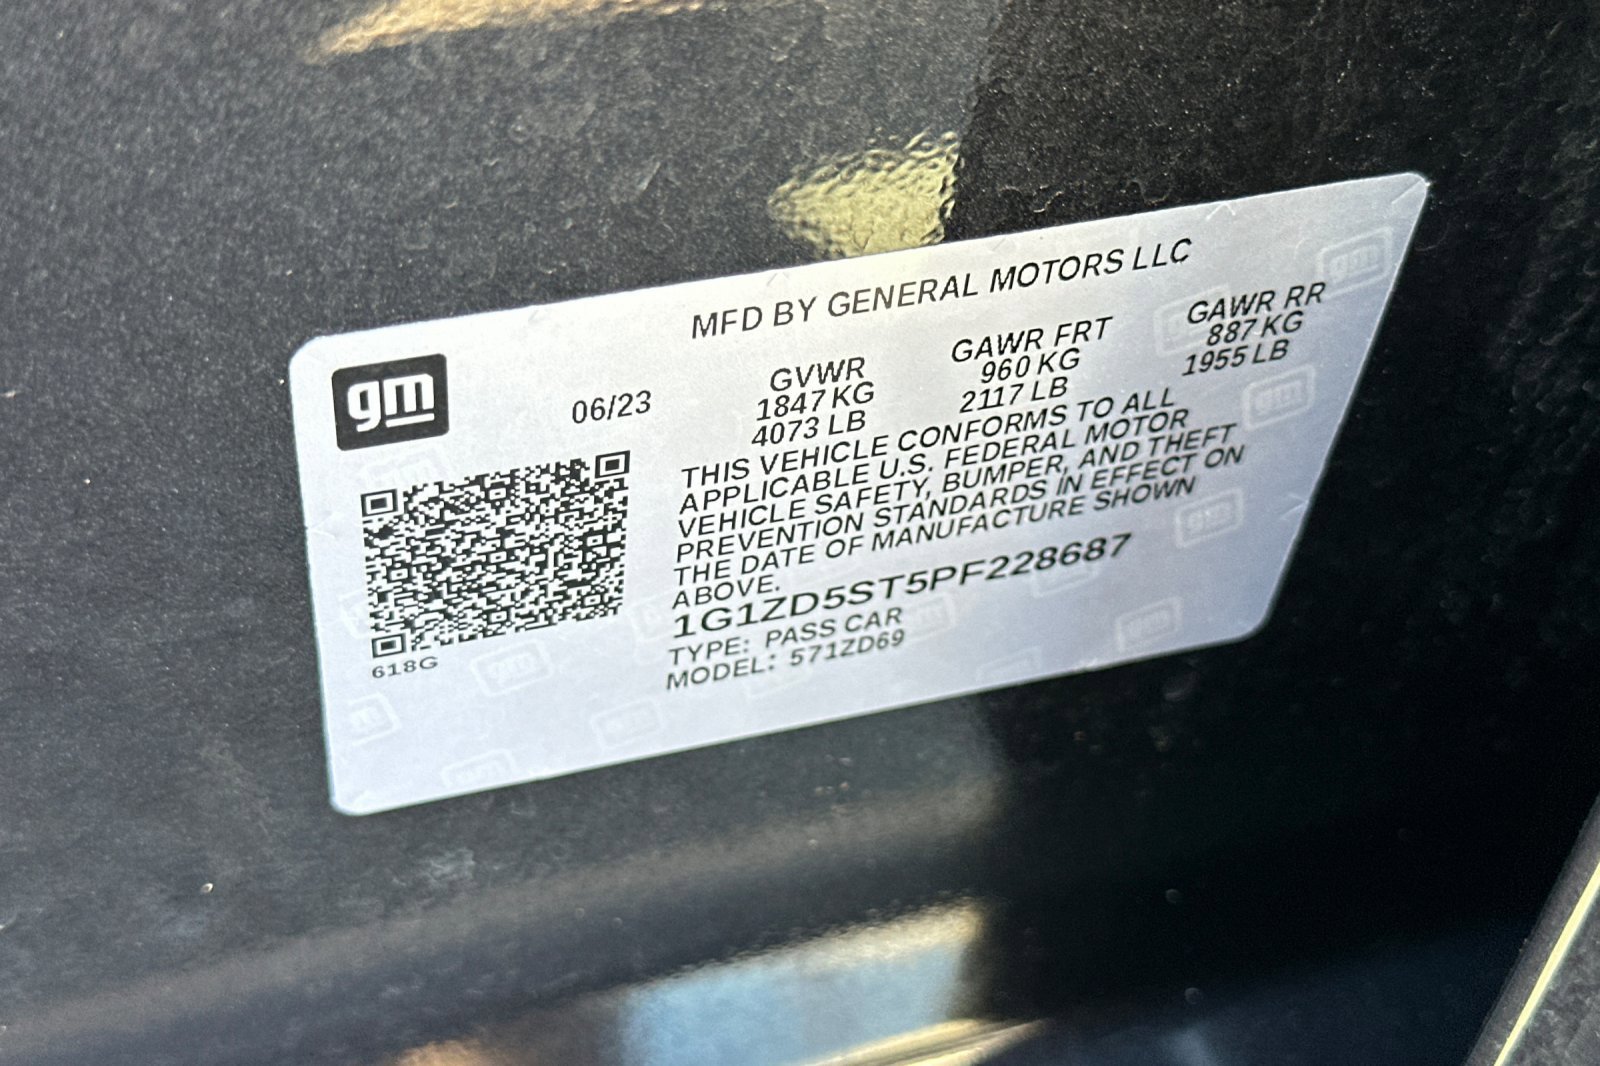 MFD BY GENERAL MOTORS LLC
gm
06/23
GVWR GAWR FRT GAWR RR
1847 KG 960 KG 887 KG
4073 LB 2117 LB 1955 LB
THIS VEHICLE CONFORMS TO ALL
APPLICABLE U.S. FEDERAL MOTOR
VEHICLE SAFETY, BUMPER, AND THEFT
PREVENTION STANDARDS IN EFFECT ON
THE DATE OF MANUFACTURE SHOWN
ABOVE.
1G1ZD5ST5PF228687
TYPE: PASS CAR
MODEL: 571ZD69
618G